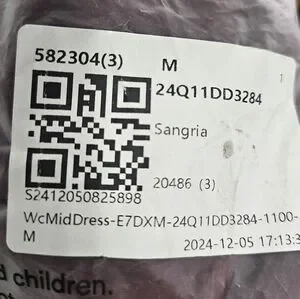 582304(3) M
24Q11DD3284
Sangria
20486 (3)
S2412050825898
WcMidDress-E7DXM-24Q11DD3284-1100-
M
2024-12-05 17:13:3
children.